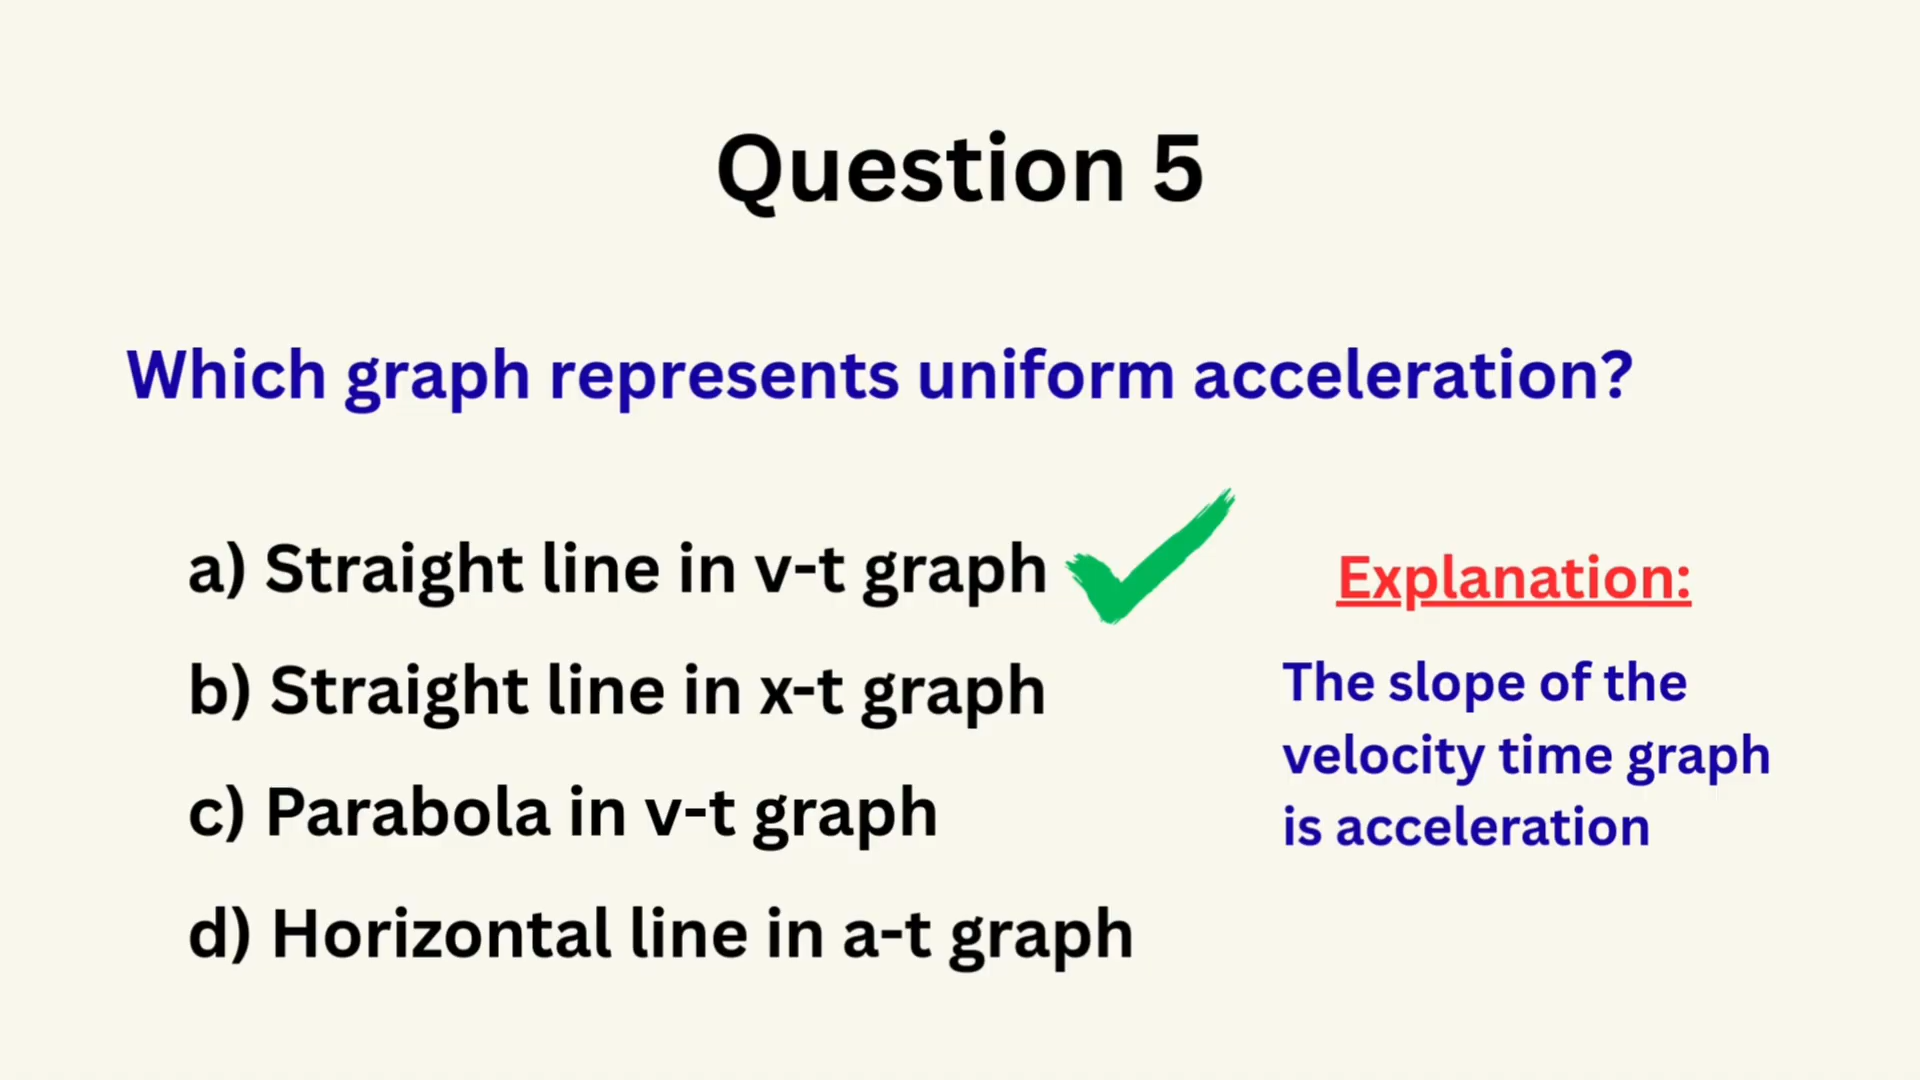 Question 5
Which graph represents uniform acceleration?
a) Straight line in v-t graph
b) Straight line in x-t graph
c) Parabola in v-t graph
d) Horizontal line in a-t graph
Explanation:
The slope of the
velocity time graph
is acceleration